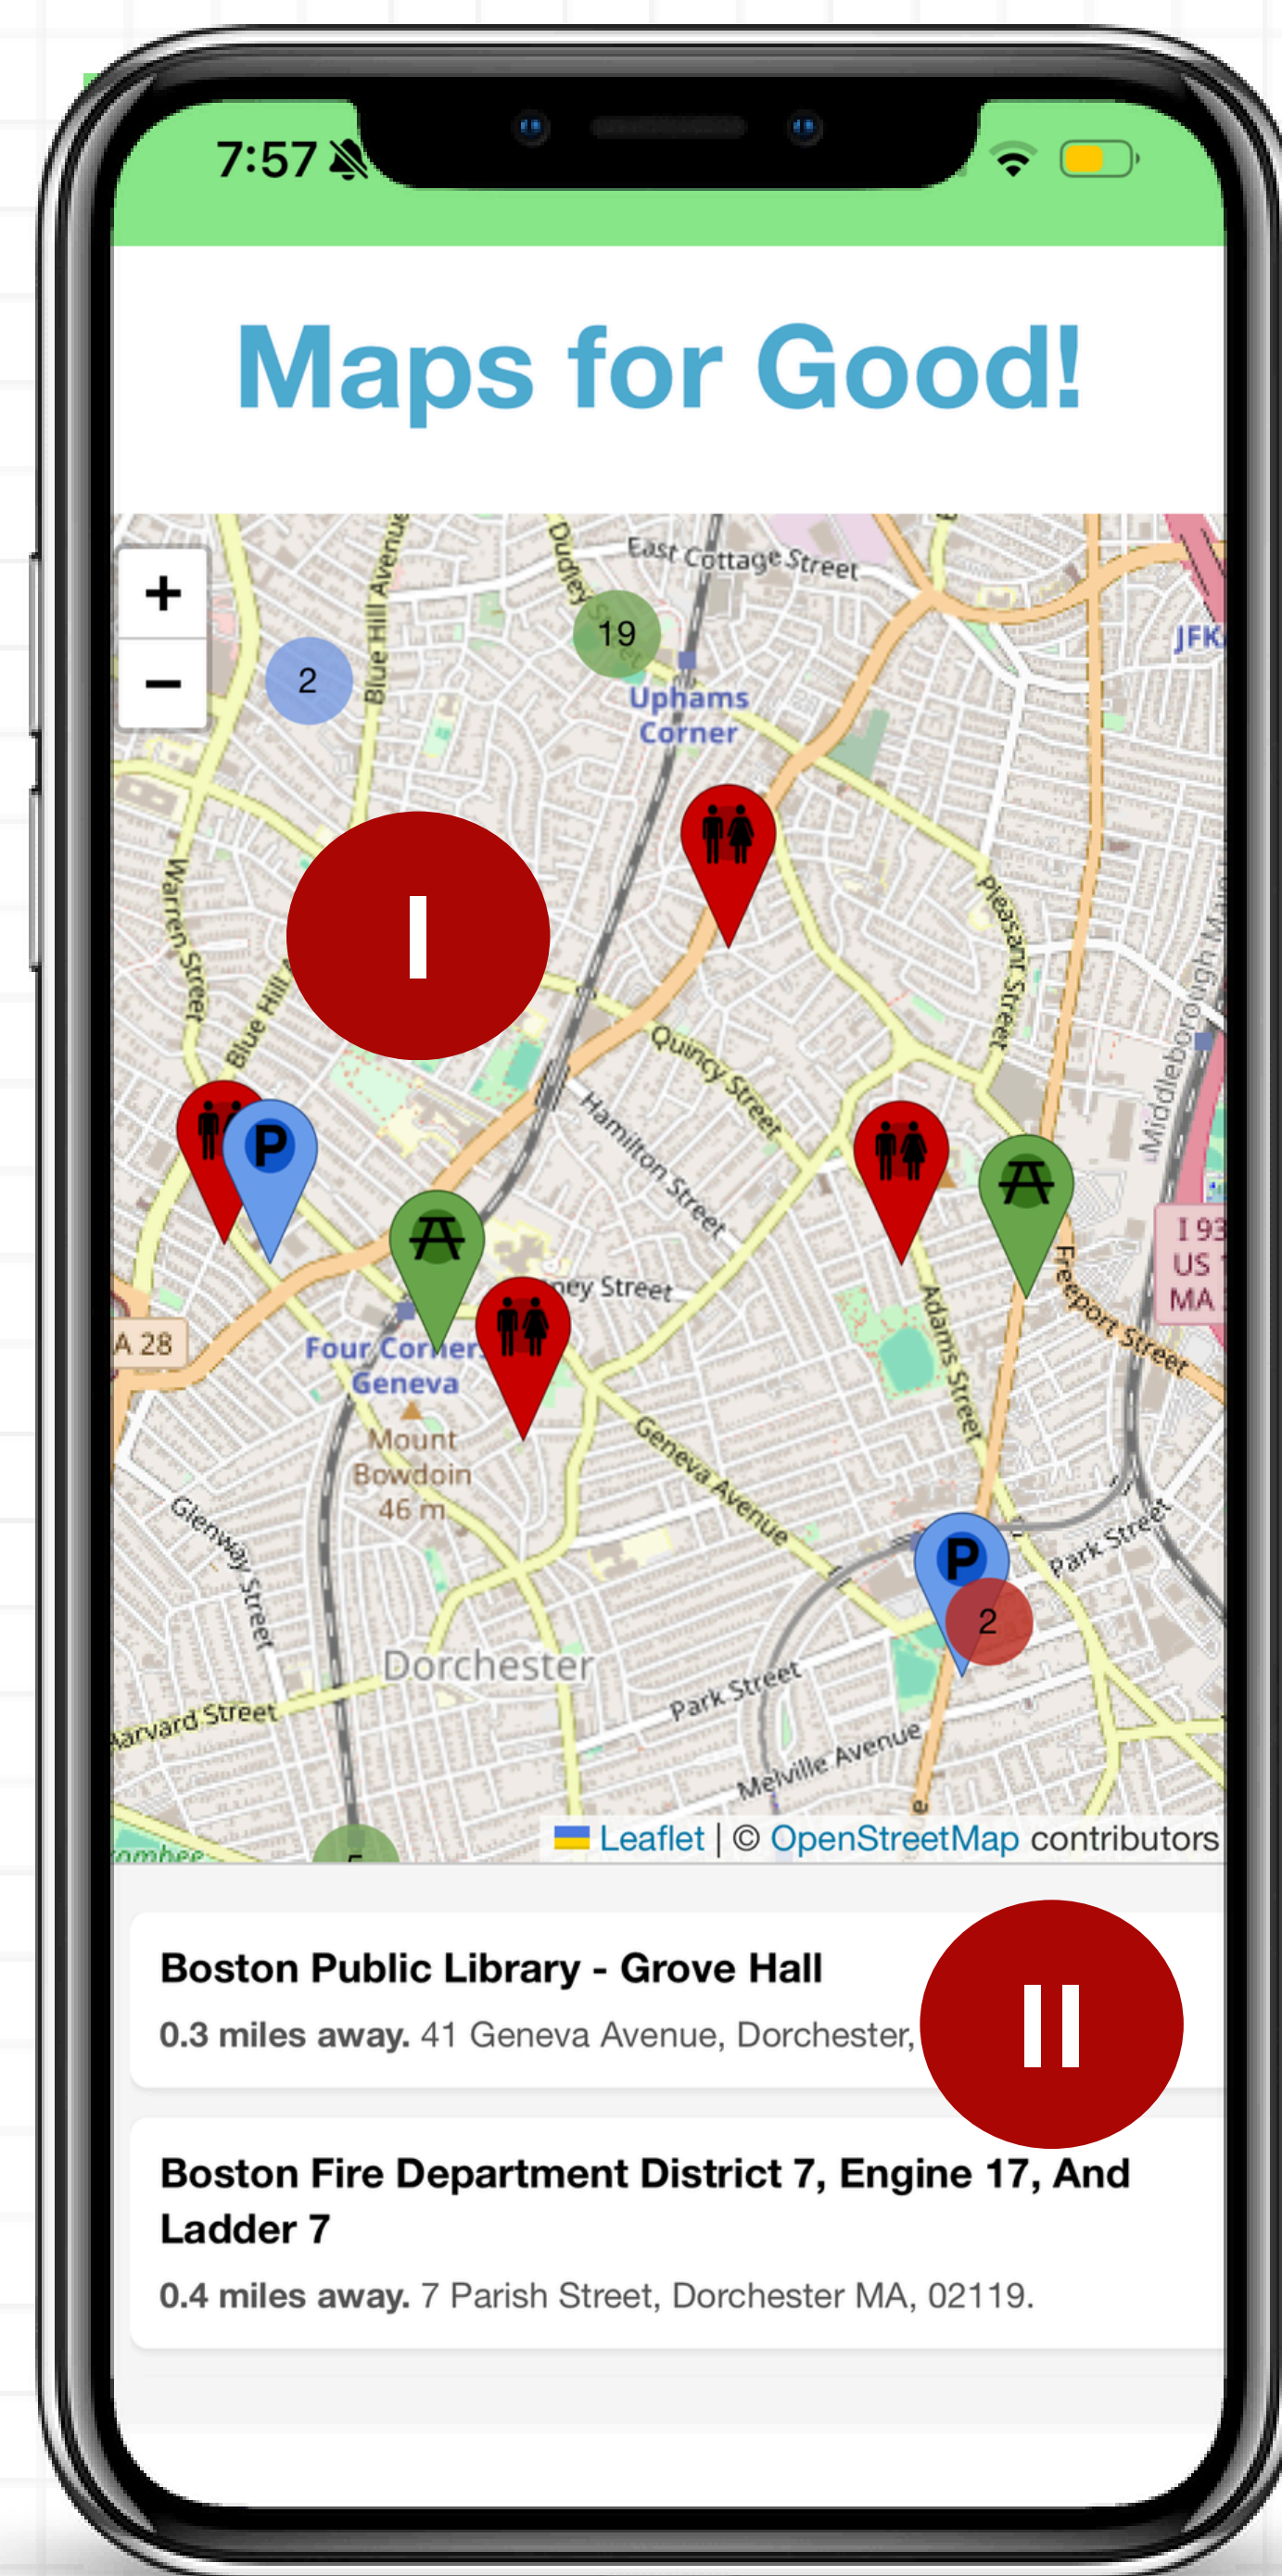 7:57
Maps for Good!
+
−
East Cottage Street
Dudley
Blue Hill Avenue
19
2
JFK
Uphams
Corner
I
Warren Street
Pleasant Street
Blue Hill
Quincy Street
Middleborough
Hamilton Street
P
I 93
US
MA
Freeport Street
A 28
Four Corner
Geneva
Adams Street
Mount
Bowdoin
46 m
Geneva Avenue
Glenway Street
P
2
Park Street
Dorchester
Park Street
arvard Street
Melville Avenue
Leaflet | © OpenStreetMap contributors
Boston Public Library - Grove Hall
0.3 miles away. 41 Geneva Avenue, Dorchester,
II
Boston Fire Department District 7, Engine 17, And
Ladder 7
0.4 miles away. 7 Parish Street, Dorchester MA, 02119.